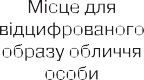 Місце для
відцифрованого
образу обличчя
особи